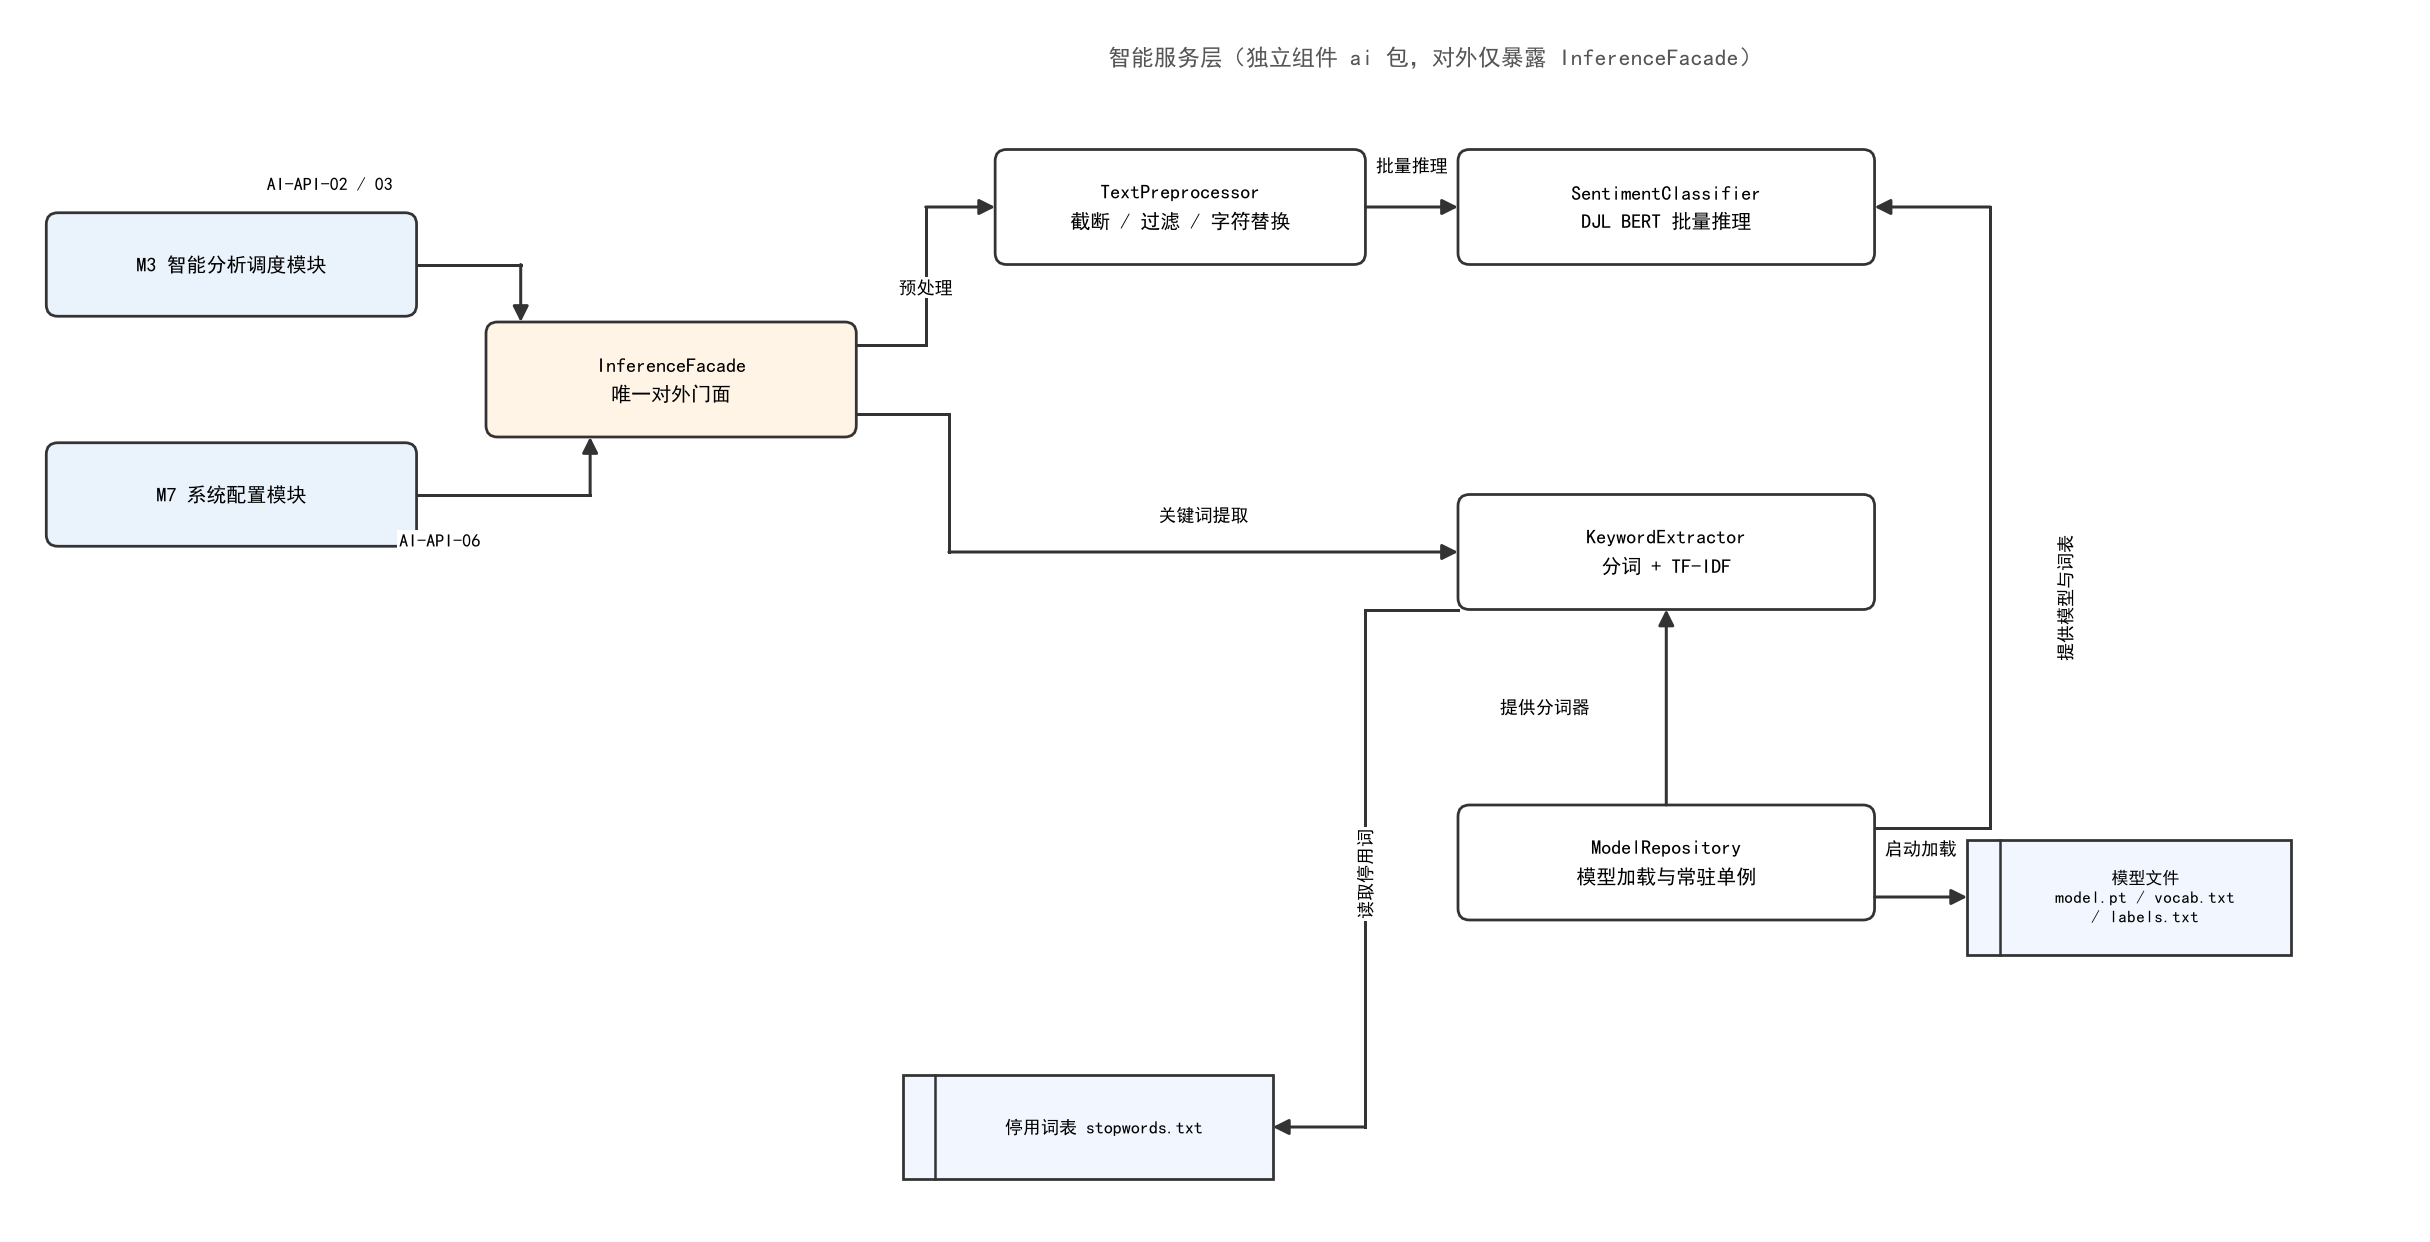 智能服务层（独立组件 ai 包，对外仅暴露 InferenceFacade）
AI-API-02 / 03
M3 智能分析调度模块
M7 系统配置模块
AI-API-06
InferenceFacade
唯一对外门面
预处理
TextPreprocessor
截断 / 过滤 / 字符替换
批量推理
SentimentClassifier
DJL BERT 批量推理
关键词提取
KeywordExtractor
分词 + TF-IDF
提供模型与词表
提供分词器
读取停用词
ModelRepository
模型加载与常驻单例
启动加载
模型文件
model.pt / vocab.txt
/ labels.txt
停用词表 stopwords.txt